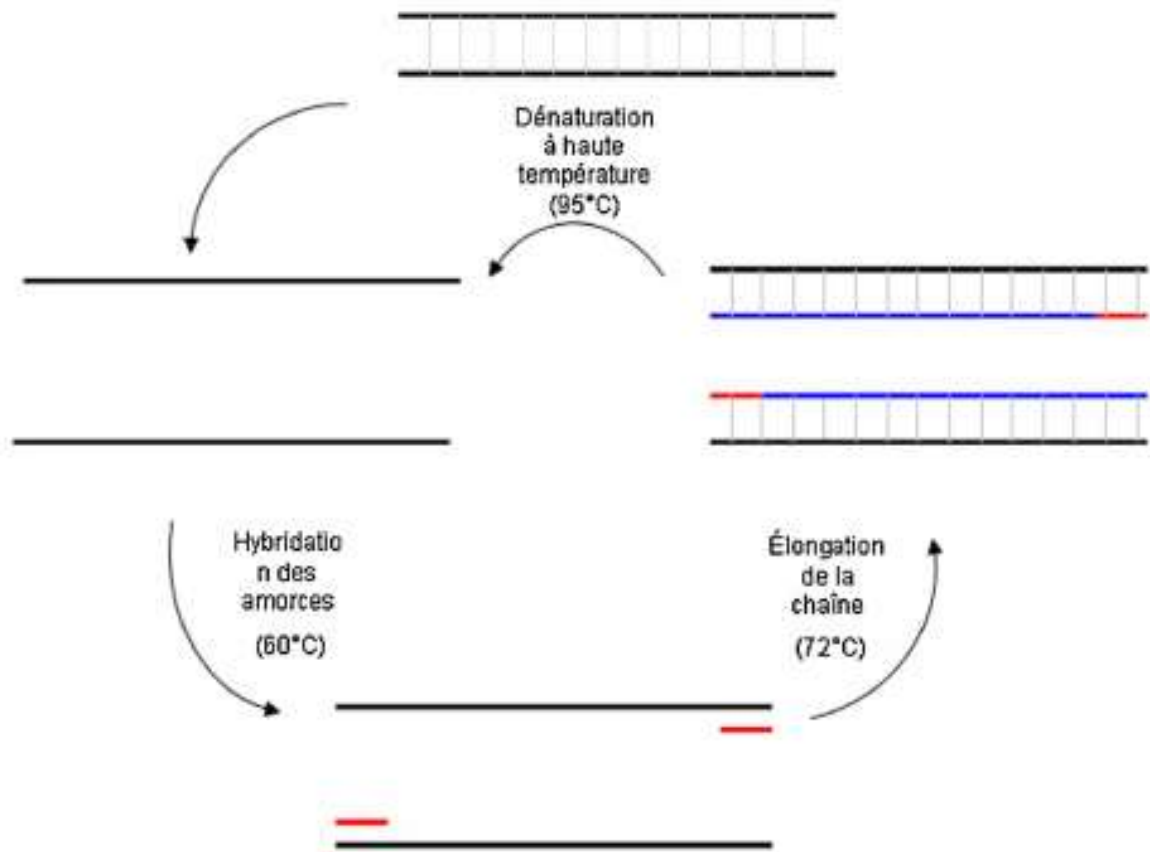 Dénaturation
à haute
température
(95°C)
Hybridatio
n des
amorces
(60°C)
Élongation
de la
chaîne
(72°C)